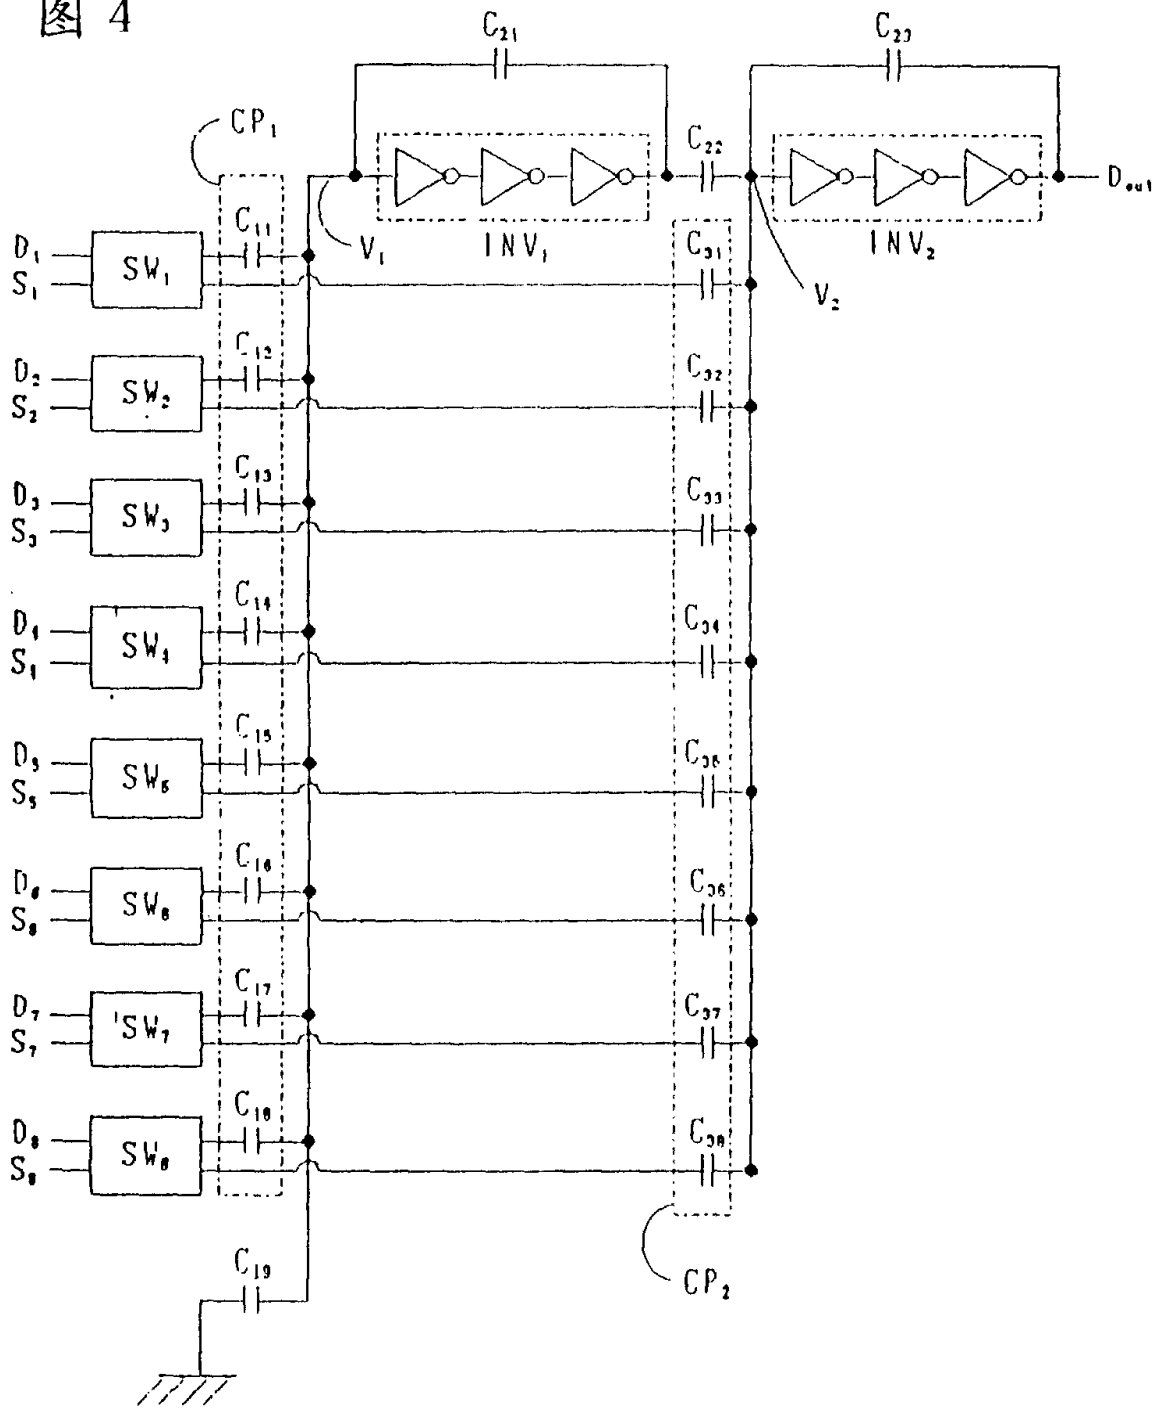 图 4
C₂₁
C₂₃
CP₁
C₂₂
Dout
V₁
INV₁
INV₂
V₂
D₁
S₁
SW₁
C₁₁
C₃₁
D₂
S₂
SW₂
C₁₂
C₃₂
D₃
S₃
SW₃
C₁₃
C₃₃
D₄
S₄
SW₄
C₁₄
C₃₄
D₅
S₅
SW₅
C₁₅
C₃₅
D₆
S₆
SW₆
C₁₆
C₃₆
D₇
S₇
SW₇
C₁₇
C₃₇
D₈
S₈
SW₈
C₁₈
C₃₈
C₁₉
CP₂